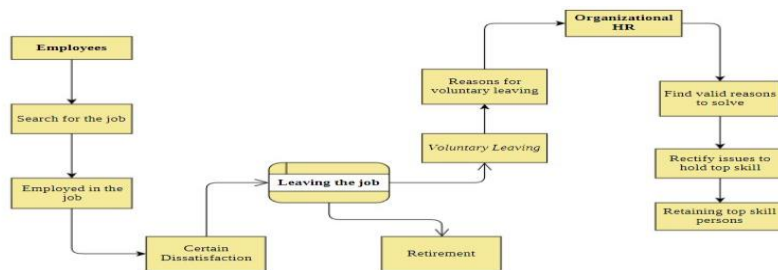 Employees
Search for the job
Employed in the
job
Certain
Dissatisfaction
Leaving the job
Retirement
Voluntary Leaving
Reasons for
voluntary leaving
Organizational
HR
Find valid reasons
to solve
Rectify issues to
hold top skill
Retaining top skill
persons